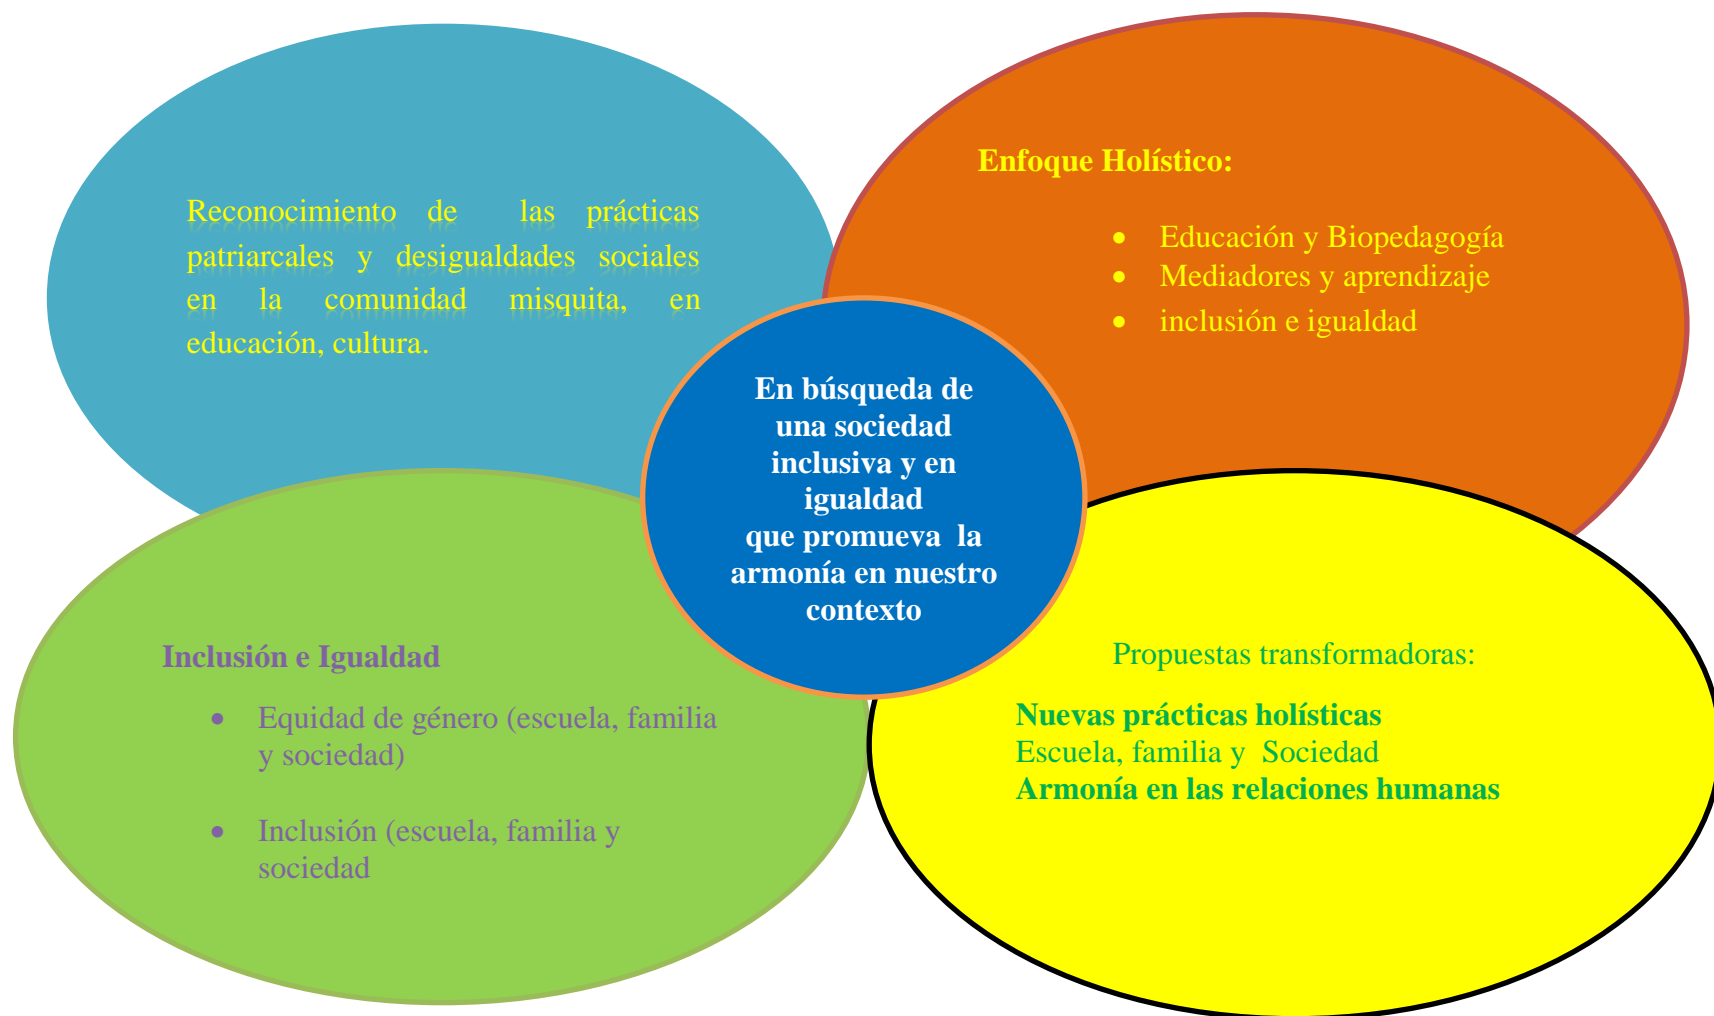 Reconocimiento de las prácticas
patriarcales y desigualdades sociales
en la comunidad misquita, en
educación, cultura.
Enfoque Holístico:
• Educación y Biopedagogía
• Mediadores y aprendizaje
• inclusión e igualdad
En búsqueda de
una sociedad
inclusiva y en
igualdad
que promueva la
armonía en nuestro
contexto
Inclusión e Igualdad
• Equidad de género (escuela, familia
y sociedad)
• Inclusión (escuela, familia y
sociedad
Propuestas transformadoras:
Nuevas prácticas holísticas
Escuela, familia y Sociedad
Armonía en las relaciones humanas